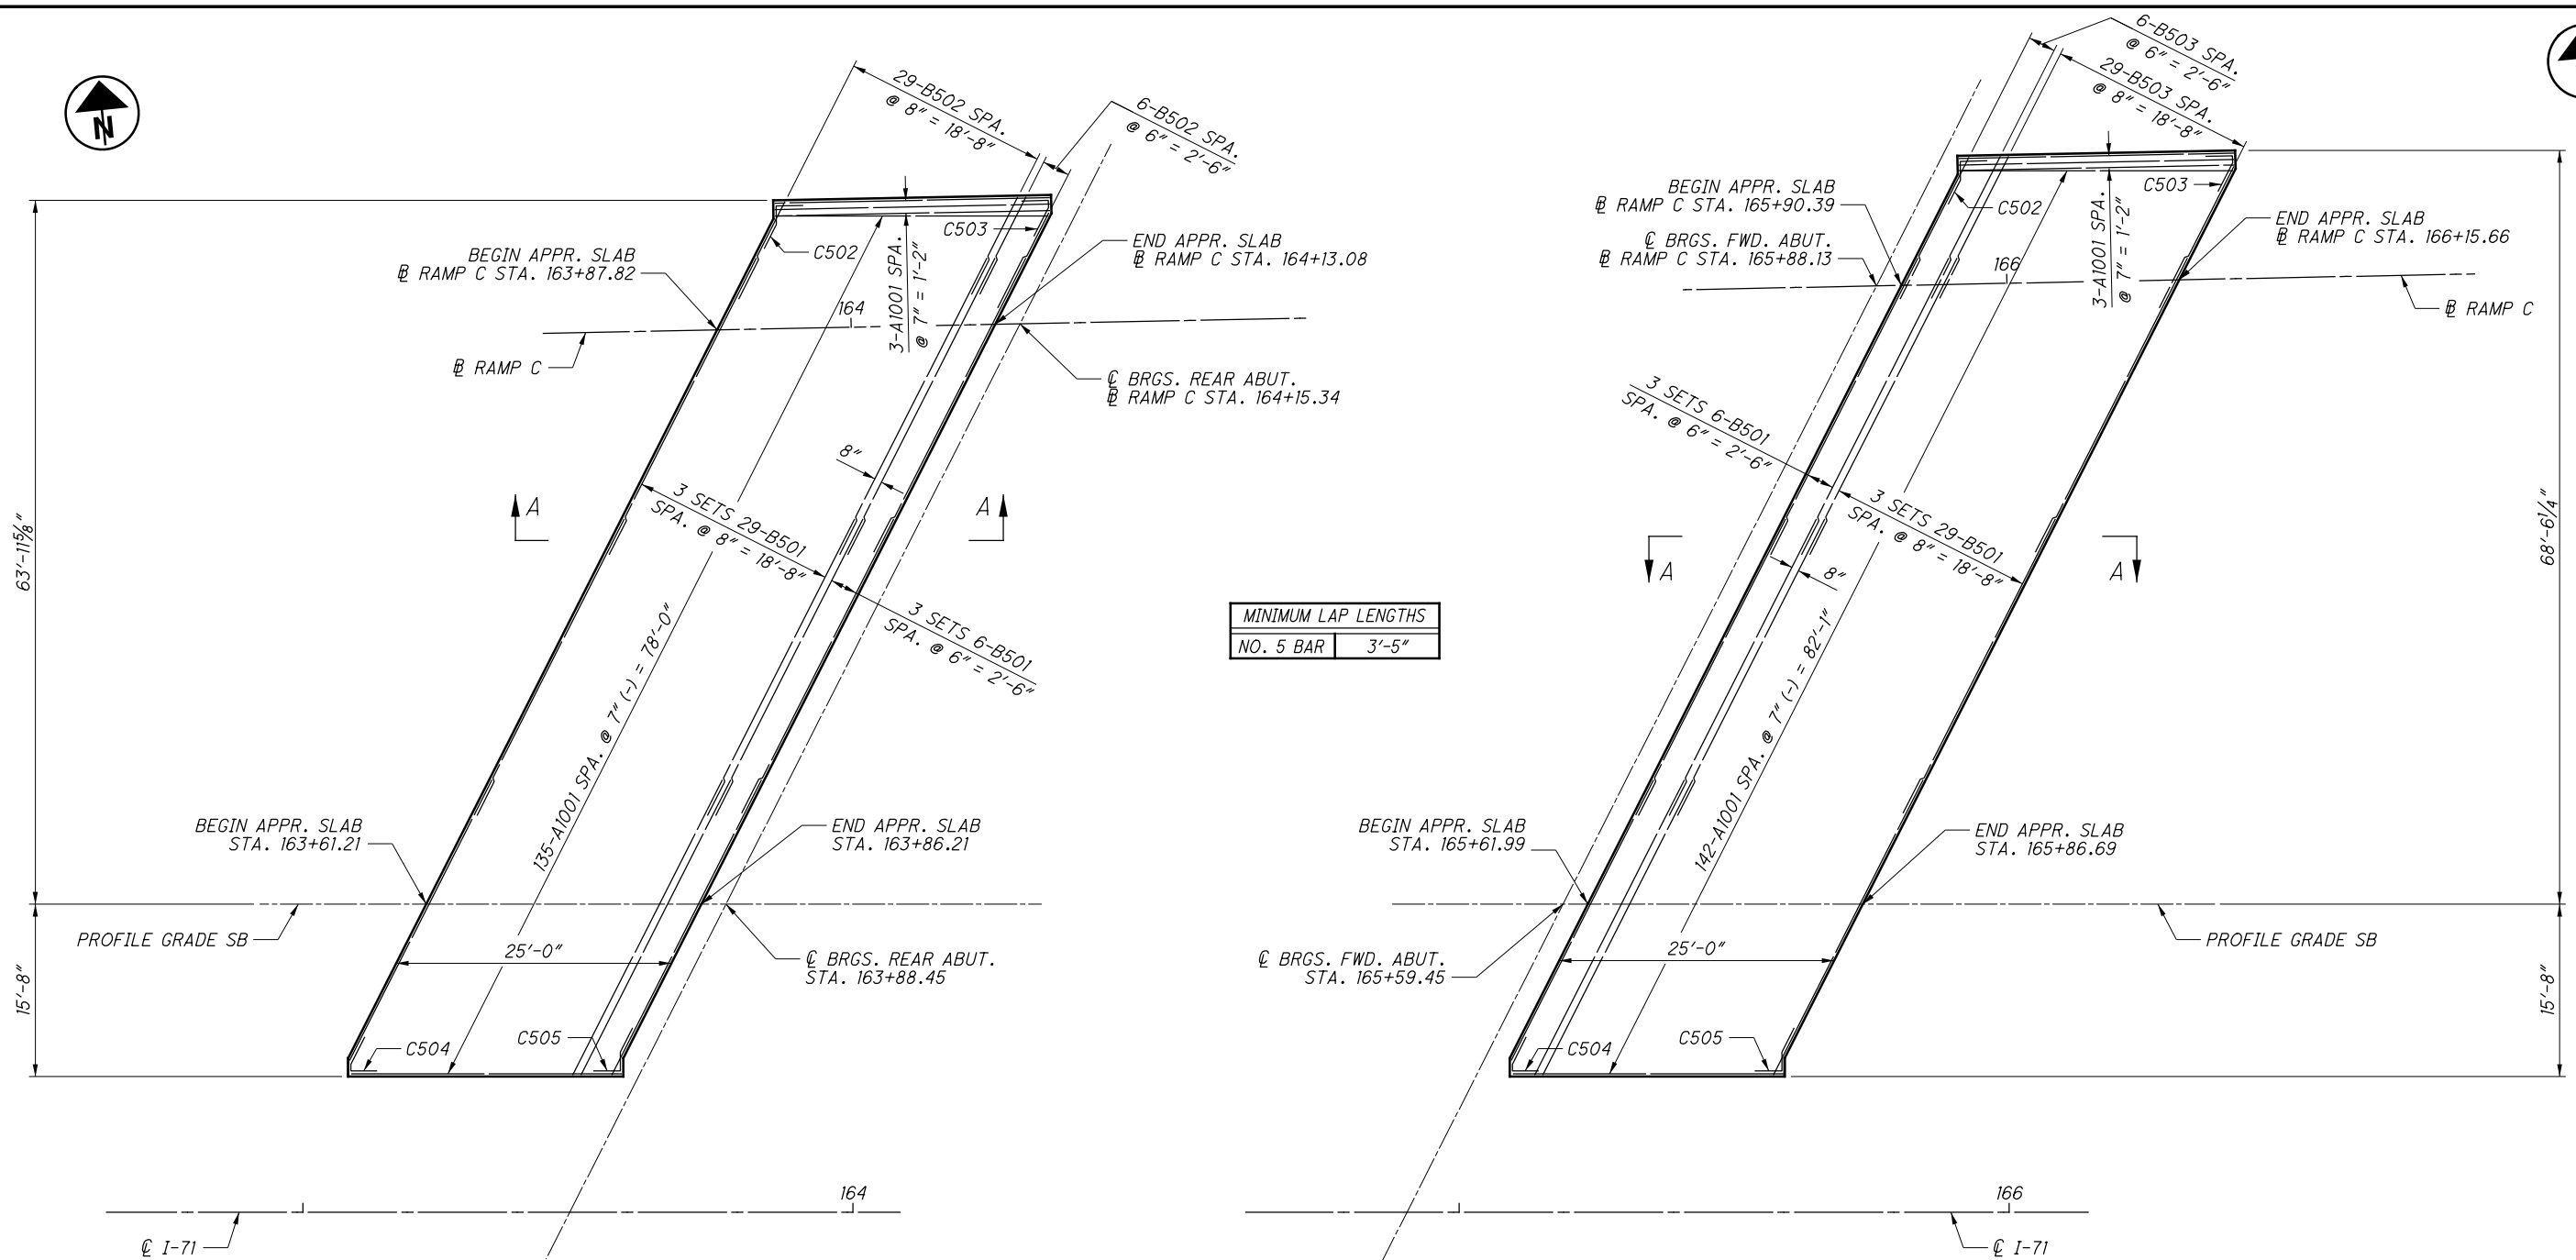 N
29-B502 SPA.
@ 8" = 18'-8"
6-B502 SPA.
@ 6" = 2'-6"
BEGIN APPR. SLAB
℄ RAMP C STA. 163+87.82
C502
C503
3-A1001 SPA.
@ 7" = 1'-2"
END APPR. SLAB
℄ RAMP C STA. 164+13.08
164
℄ RAMP C
℄ BRGS. REAR ABUT.
℄ RAMP C STA. 164+15.34
8"
A
A
3 SETS 29-B501
SPA. @ 8" = 18'-8"
3 SETS 6-B501
SPA. @ 6" = 2'-6"
135-A1001 SPA. @ 7" (-) = 78'-0"
63'-11⅝"
15'-8"
BEGIN APPR. SLAB
STA. 163+61.21
END APPR. SLAB
STA. 163+86.21
PROFILE GRADE SB
25'-0"
℄ BRGS. REAR ABUT.
STA. 163+88.45
C504
C505
164
℄ I-71
MINIMUM LAP LENGTHS
NO. 5 BAR 3'-5"
6-B503 SPA.
@ 6" = 2'-6"
29-B503 SPA.
@ 8" = 18'-8"
BEGIN APPR. SLAB
℄ RAMP C STA. 165+90.39
℄ BRGS. FWD. ABUT.
℄ RAMP C STA. 165+88.13
C502
C503
3-A1001 SPA.
@ 7" = 1'-2"
166
END APPR. SLAB
℄ RAMP C STA. 166+15.66
℄ RAMP C
3 SETS 6-B501
SPA. @ 6" = 2'-6"
3 SETS 29-B501
SPA. @ 8" = 18'-8"
A
A
8"
142-A1001 SPA. @ 7" (-) = 82'-1"
68'-6¼"
15'-8"
BEGIN APPR. SLAB
STA. 165+61.99
END APPR. SLAB
STA. 165+86.69
PROFILE GRADE SB
25'-0"
℄ BRGS. FWD. ABUT.
STA. 165+59.45
C504
C505
166
℄ I-71